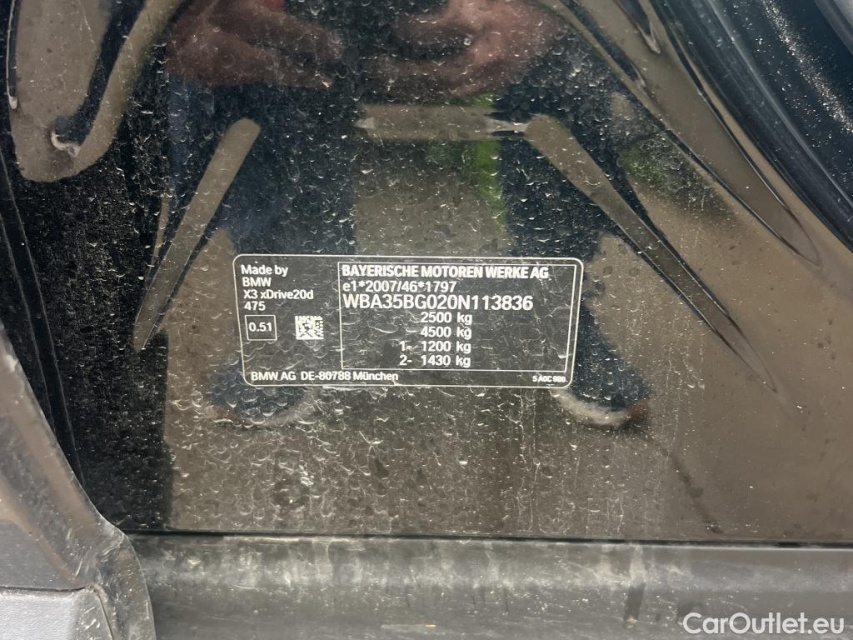 Made by
BMW
X3 xDrive20d
475
0.51
BAYERISCHE MOTOREN WERKE AG
e1*2007/46*1797
WBA35BG020N113836
2500 kg
4500 kg
1- 1200 kg
2- 1430 kg
BMW AG DE-80788 München
CarOutlet.eu